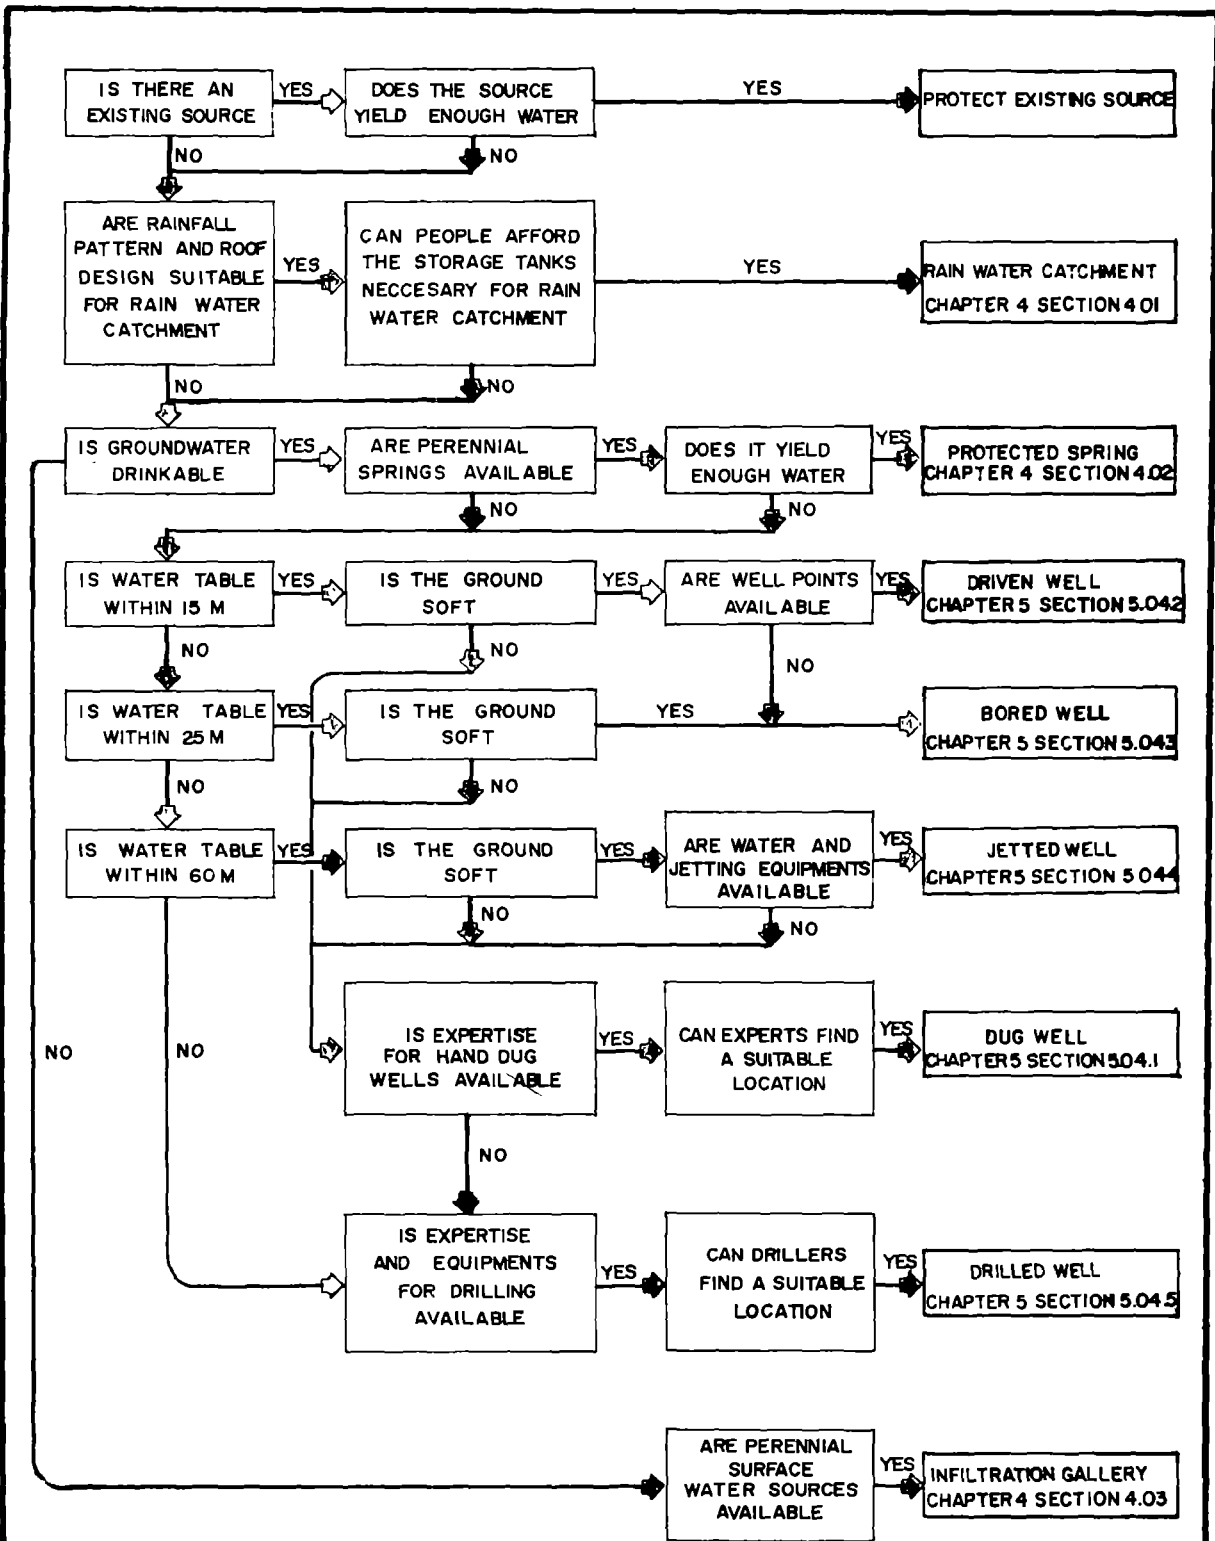 IS THERE AN
EXISTING SOURCE
YES
DOES THE SOURCE
YIELD ENOUGH WATER
YES
PROTECT EXISTING SOURCE
NO
NO
ARE RAINFALL
PATTERN AND ROOF
DESIGN SUITABLE
FOR RAIN WATER
CATCHMENT
YES
CAN PEOPLE AFFORD
THE STORAGE TANKS
NECCESARY FOR RAIN
WATER CATCHMENT
YES
RAIN WATER CATCHMENT
CHAPTER 4 SECTION 4 01
NO
NO
IS GROUNDWATER
DRINKABLE
YES
ARE PERENNIAL
SPRINGS AVAILABLE
YES
DOES IT YIELD
ENOUGH WATER
YES
PROTECTED SPRING
CHAPTER 4 SECTION 4.02
NO
NO
IS WATER TABLE
WITHIN 15 M
YES
IS THE GROUND
SOFT
YES
ARE WELL POINTS
AVAILABLE
YES
DRIVEN WELL
CHAPTER 5 SECTION 5.042
NO
NO
NO
IS WATER TABLE
WITHIN 25 M
YES
IS THE GROUND
SOFT
YES
BORED WELL
CHAPTER 5 SECTION 5.043
NO
NO
IS WATER TABLE
WITHIN 60 M
YES
IS THE GROUND
SOFT
YES
ARE WATER AND
JETTING EQUIPMENTS
AVAILABLE
YES
JETTED WELL
CHAPTER 5 SECTION 5 044
NO
NO
NO
NO
IS EXPERTISE
FOR HAND DUG
WELLS AVAILABLE
YES
CAN EXPERTS FIND
A SUITABLE
LOCATION
YES
DUG WELL
CHAPTER 5 SECTION 5.04.1
NO
IS EXPERTISE
AND EQUIPMENTS
FOR DRILLING
AVAILABLE
YES
CAN DRILLERS
FIND A SUITABLE
LOCATION
YES
DRILLED WELL
CHAPTER 5 SECTION 5.04.5
ARE PERENNIAL
SURFACE
WATER SOURCES
AVAILABLE
YES
INFILTRATION GALLERY
CHAPTER 4 SECTION 4.03